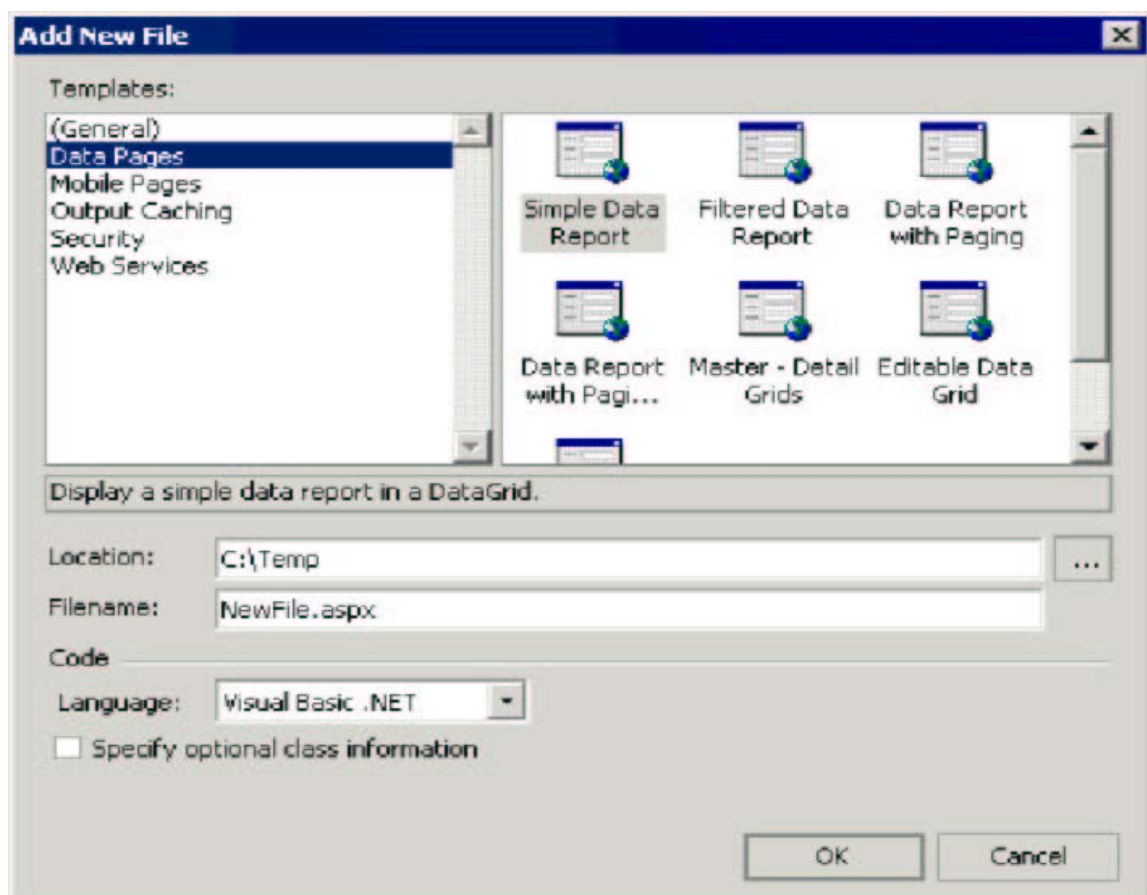 Add New File
Templates:
(General)
Data Pages
Mobile Pages
Output Caching
Security
Web Services
Simple Data
Report
Filtered Data
Report
Data Report
with Paging
Data Report
with Pagi...
Master - Detail
Grids
Editable Data
Grid
Display a simple data report in a DataGrid.
Location:
C:\Temp
...
Filename:
NewFile.aspx
Code
Language:
Visual Basic .NET
Specify optional class information
OK
Cancel